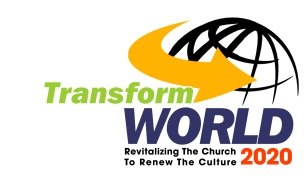 Transform
WORLD
Revitalizing The Church
To Renew The Culture 2020